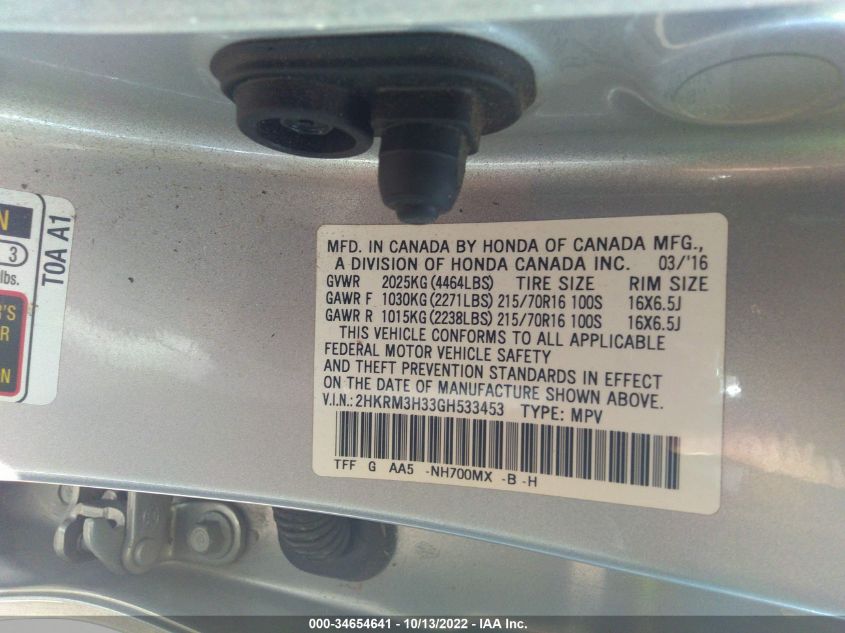 N
3
lbs.
R'S
R
N
T0A A1
MFD. IN CANADA BY HONDA OF CANADA MFG.,
A DIVISION OF HONDA CANADA INC. 03/'16
GVWR 2025KG (4464LBS) TIRE SIZE RIM SIZE
GAWR F 1030KG (2271LBS) 215/70R16 100S 16X6.5J
GAWR R 1015KG (2238LBS) 215/70R16 100S 16X6.5J
THIS VEHICLE CONFORMS TO ALL APPLICABLE
FEDERAL MOTOR VEHICLE SAFETY
AND THEFT PREVENTION STANDARDS IN EFFECT
ON THE DATE OF MANUFACTURE SHOWN ABOVE.
V.I.N.: 2HKRM3H33GH533453 TYPE: MPV
TFF G AA5 -NH700MX -B -H
000-34654641 - 10/13/2022 - IAA Inc.